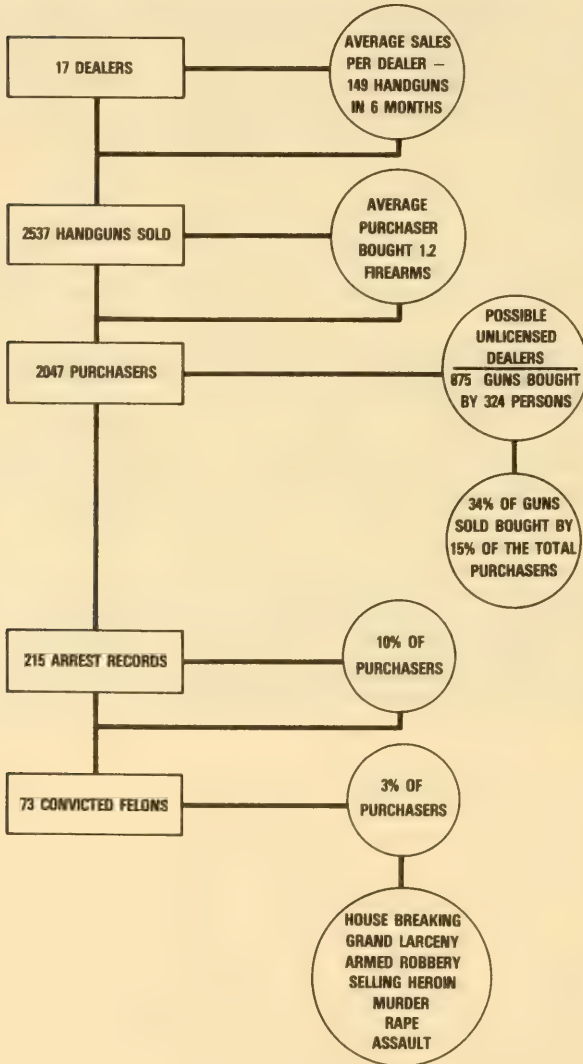 17 DEALERS
AVERAGE SALES
PER DEALER —
149 HANDGUNS
IN 6 MONTHS
2537 HANDGUNS SOLD
AVERAGE
PURCHASER
BOUGHT 1.2
FIREARMS
2047 PURCHASERS
POSSIBLE
UNLICENSED
DEALERS
875 GUNS BOUGHT
BY 324 PERSONS
34% OF GUNS
SOLD BOUGHT BY
15% OF THE TOTAL
PURCHASERS
215 ARREST RECORDS
10% OF
PURCHASERS
73 CONVICTED FELONS
3% OF
PURCHASERS
HOUSE BREAKING
GRAND LARCENY
ARMED ROBBERY
SELLING HEROIN
MURDER
RAPE
ASSAULT